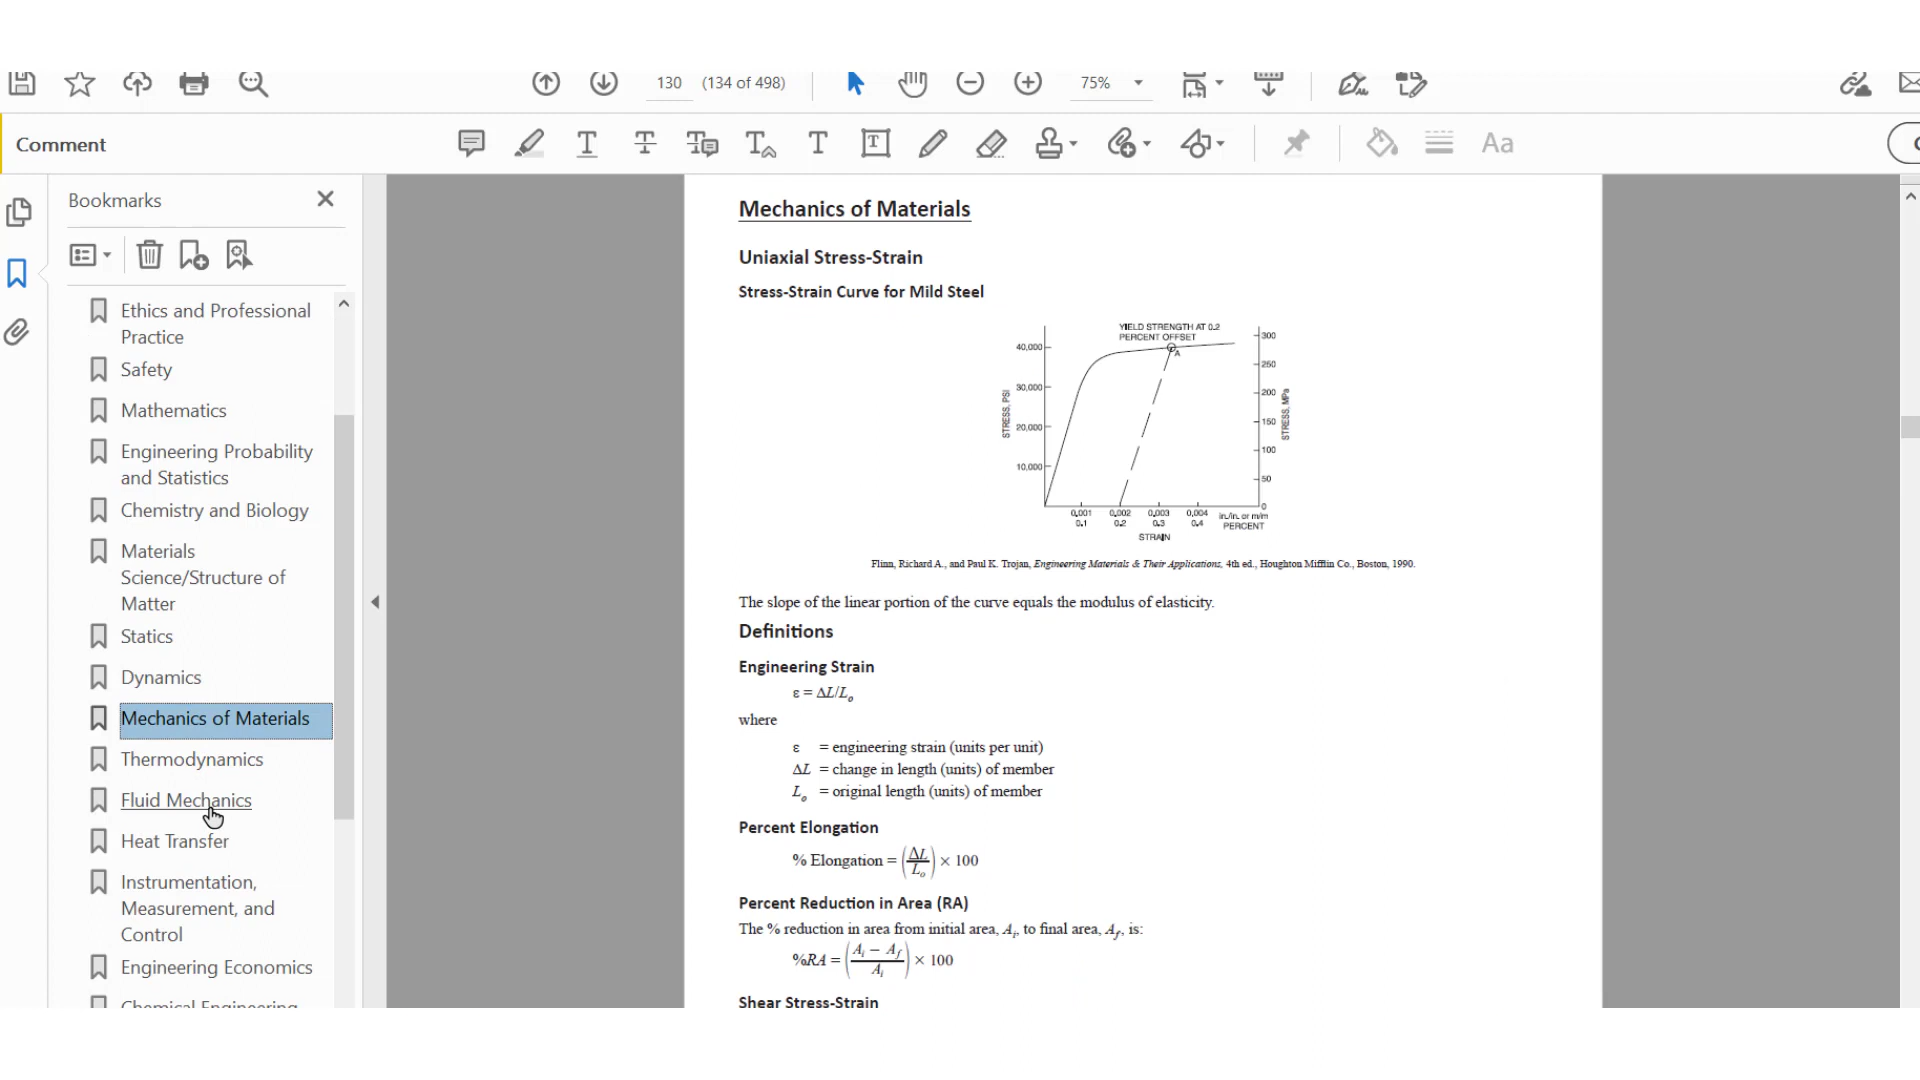 130 (134 of 498) 75%
Comment
Bookmarks
Ethics and Professional
Practice
Safety
Mathematics
Engineering Probability
and Statistics
Chemistry and Biology
Materials
Science/Structure of
Matter
Statics
Dynamics
Mechanics of Materials
Thermodynamics
Fluid Mechanics
Heat Transfer
Instrumentation,
Measurement, and
Control
Engineering Economics
Chemical Engineering
Mechanics of Materials
Uniaxial Stress-Strain
Stress-Strain Curve for Mild Steel
YIELD STRENGTH AT 0.2
PERCENT OFFSET
A
STRESS, PSI
40,000
30,000
20,000
10,000
300
250
200
150
100
50
0
STRESS, MPa
0.001 0.002 0.003 0.004 in./in. or m/m
0.1 0.2 0.3 0.4 PERCENT
STRAIN
Flinn, Richard A., and Paul K. Trojan, Engineering Materials & Their Applications, 4th ed., Houghton Mifflin Co., Boston, 1990.
The slope of the linear portion of the curve equals the modulus of elasticity.
Definitions
Engineering Strain
ε = ΔL/Lo
where
ε = engineering strain (units per unit)
ΔL = change in length (units) of member
Lo = original length (units) of member
Percent Elongation
% Elongation = (ΔL/Lo) × 100
Percent Reduction in Area (RA)
The % reduction in area from initial area, Ai, to final area, Af, is:
%RA = ((Ai − Af)/Ai) × 100
Shear Stress-Strain